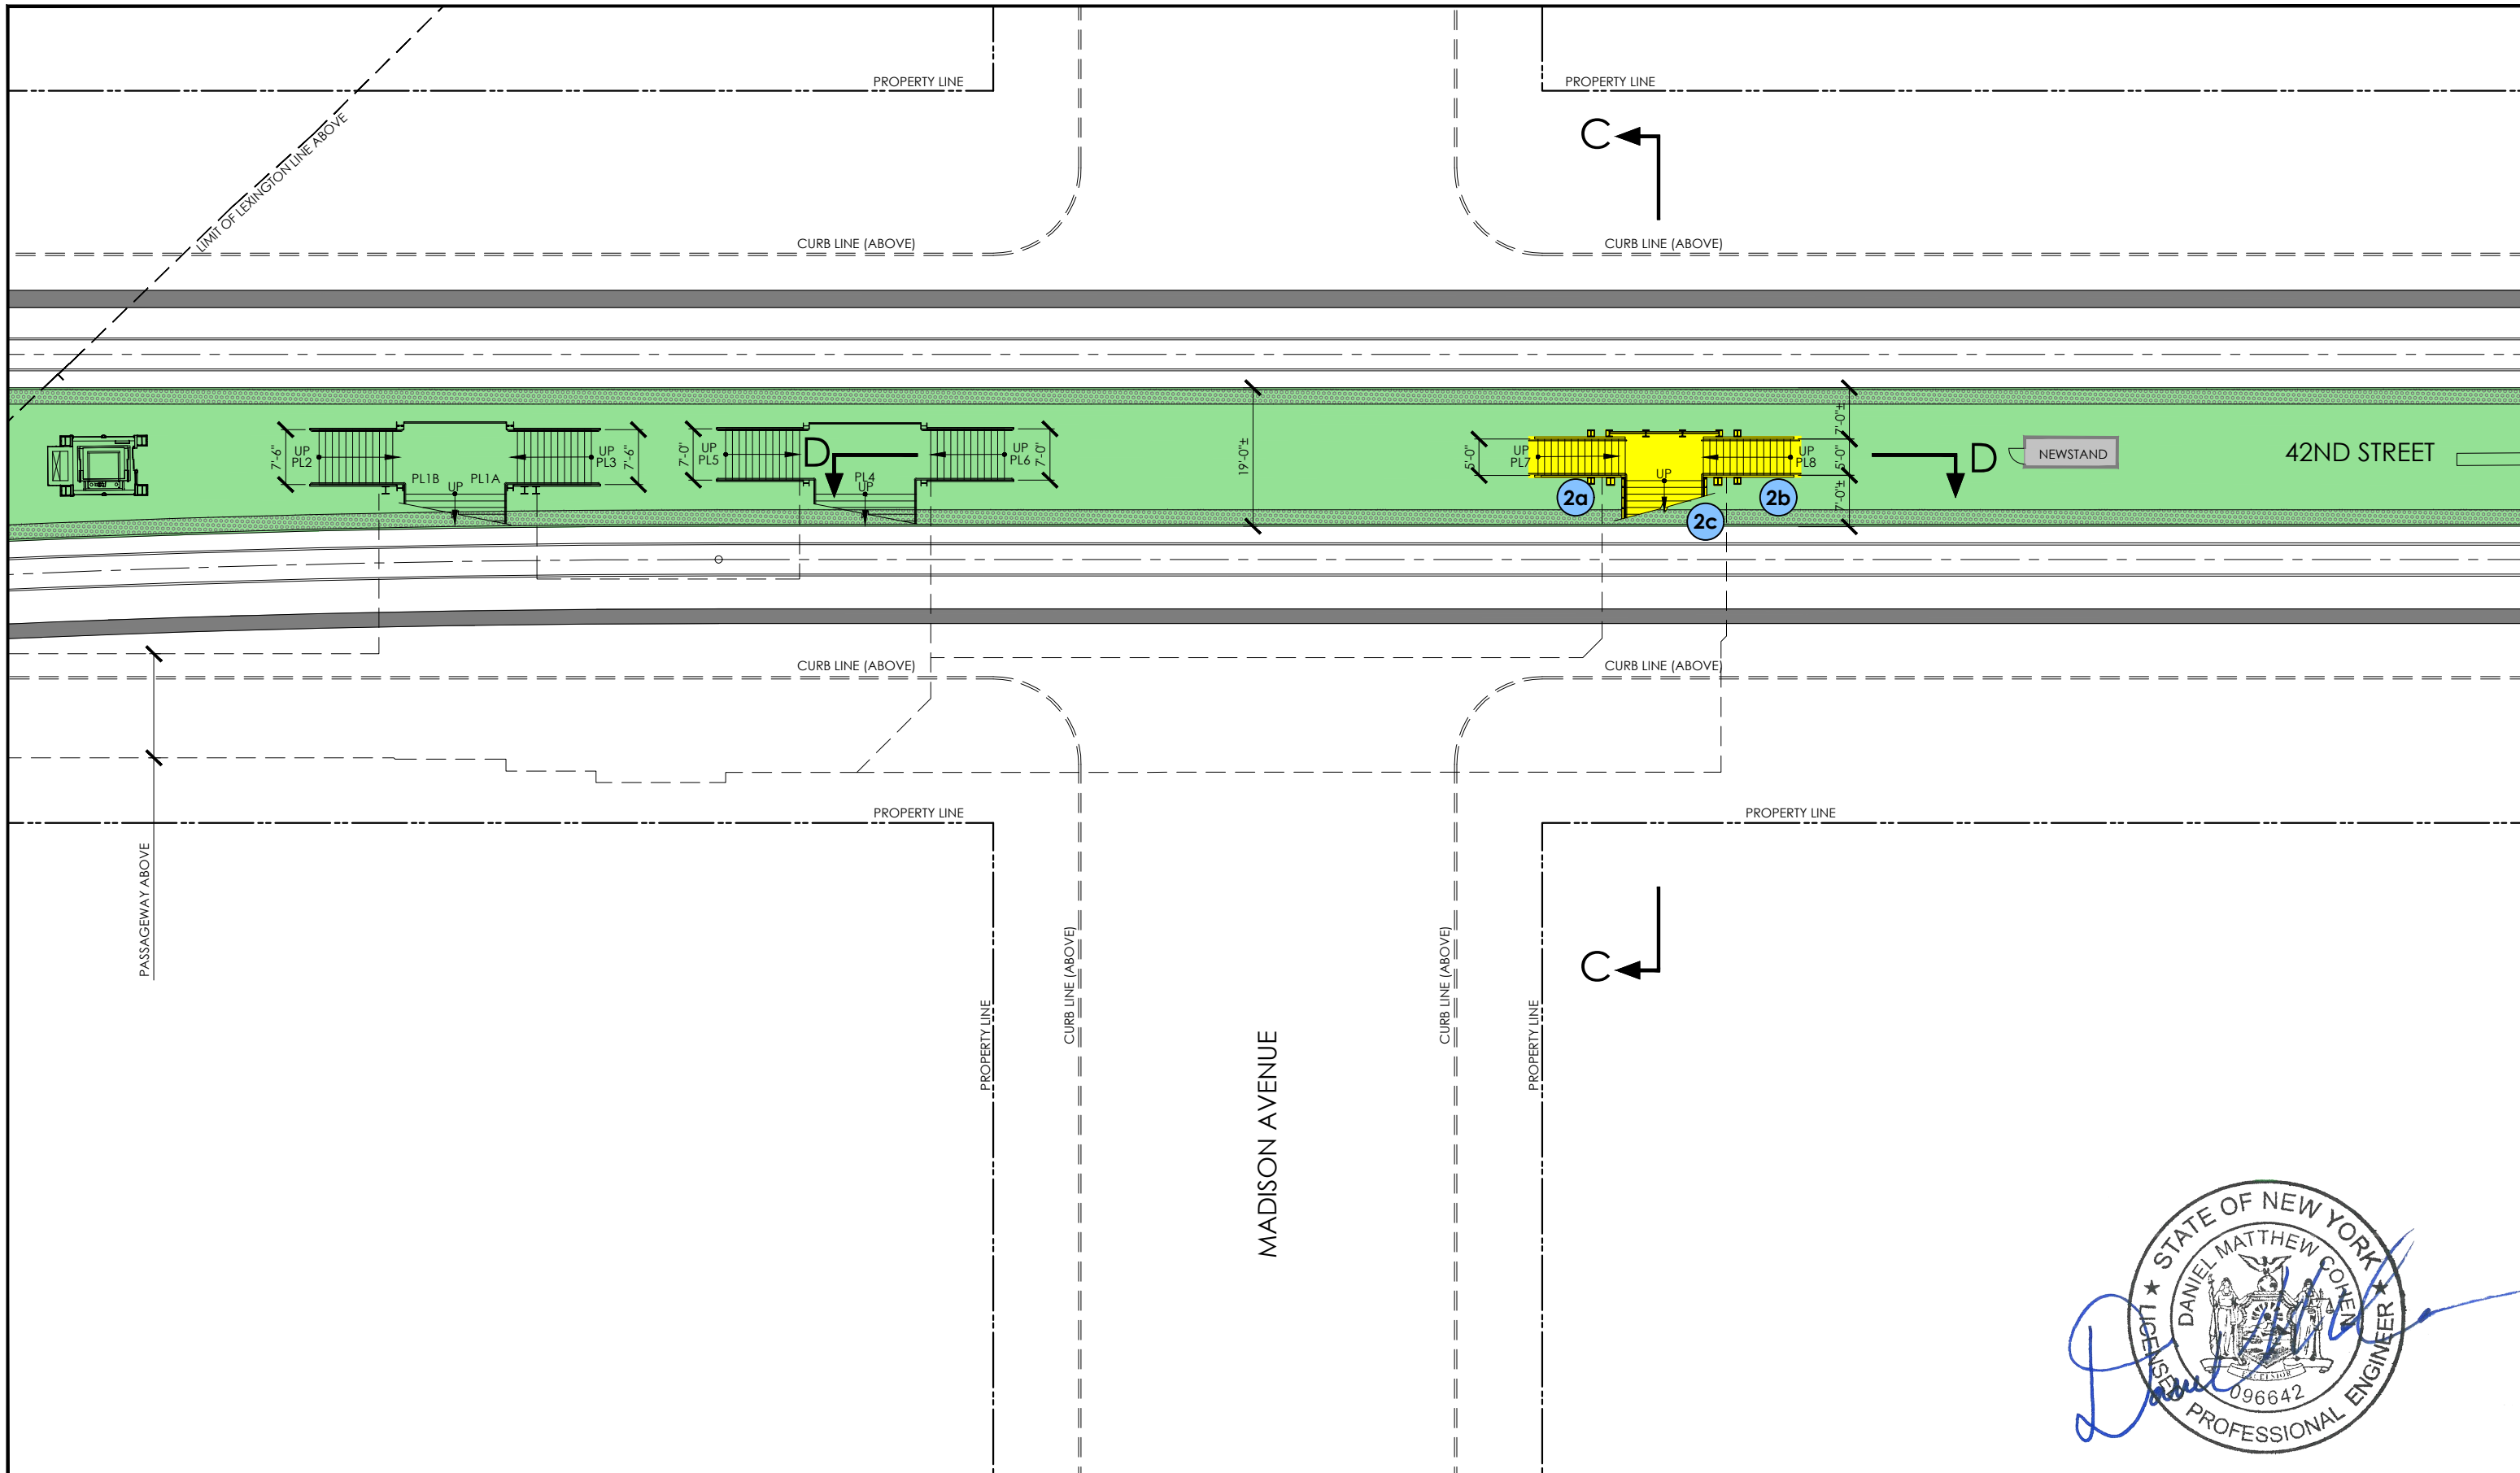 PROPERTY LINE
PROPERTY LINE
LIMIT OF LEXINGTON LINE ABOVE
C
CURB LINE (ABOVE)
CURB LINE (ABOVE)
7'-6"
UP
PL2
PL1B
PL1A
UP
UP
PL3
7'-6"
7'-0"
UP
PL5
D
PL4
UP
UP
PL6
7'-0"
19'-0"±
5'-0"
UP
PL7
UP
UP
PL8
7'-0"±
5'-0"
7'-0"±
2a
2c
2b
D
NEWSTAND
42ND STREET
CURB LINE (ABOVE)
CURB LINE (ABOVE)
PROPERTY LINE
PROPERTY LINE
PASSAGEWAY ABOVE
PROPERTY LINE
CURB LINE (ABOVE)
MADISON AVENUE
CURB LINE (ABOVE)
PROPERTY LINE
C
STATE OF NEW YORK
DANIEL MATTHEW COHEN
EXCELSIOR
096642
LICENSED PROFESSIONAL ENGINEER